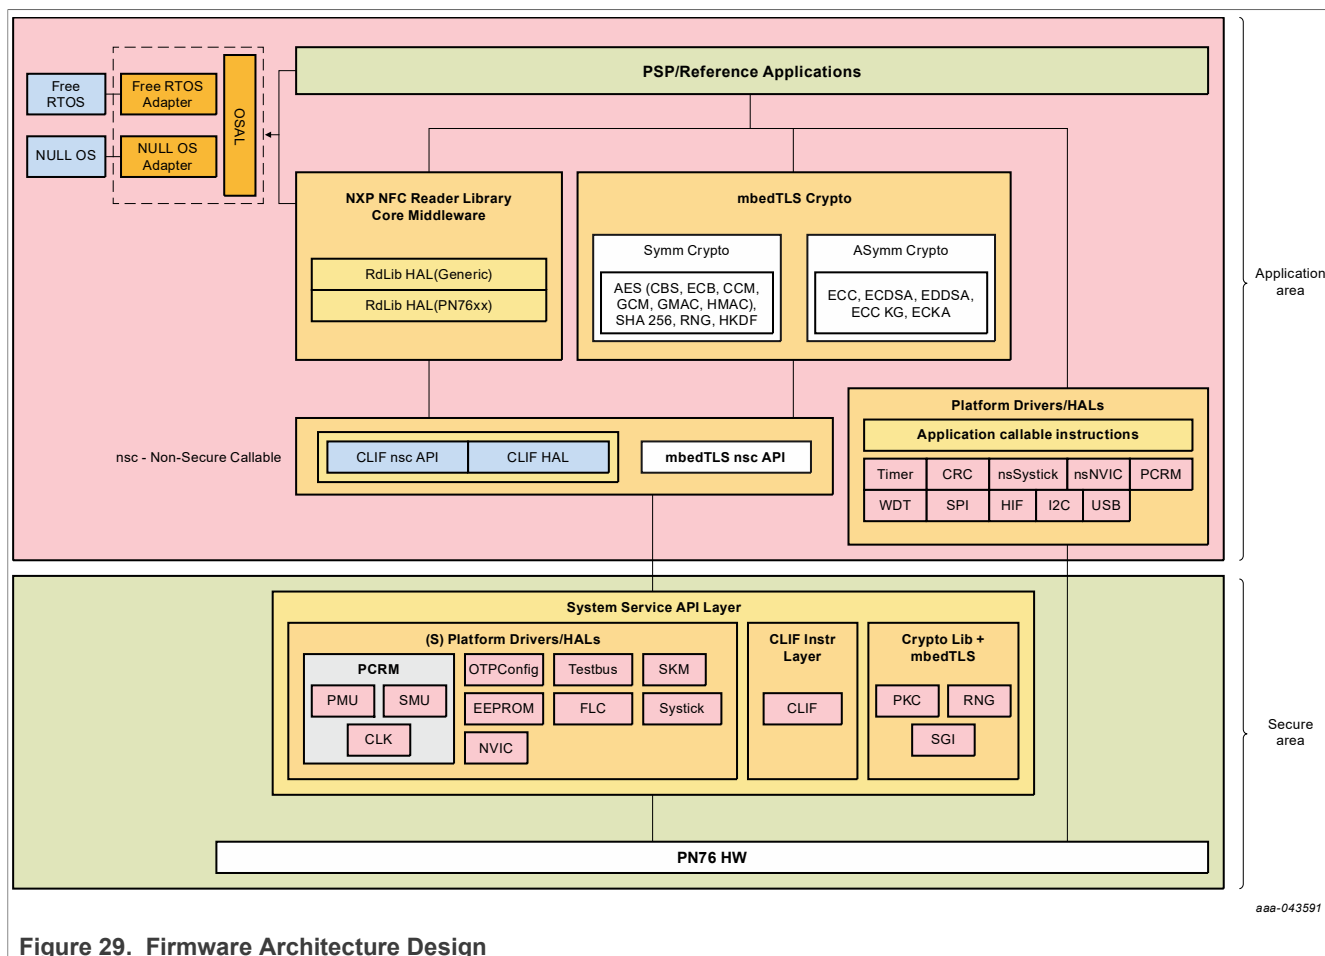 PSP/Reference Applications
Free
RTOS
Free RTOS
Adapter
OSAL
NULL OS
NULL OS
Adapter
NXP NFC Reader Library
Core Middleware
RdLib HAL(Generic)
RdLib HAL(PN76xx)
mbedTLS Crypto
Symm Crypto
AES (CBS, ECB, CCM,
GCM, GMAC, HMAC),
SHA 256, RNG, HKDF
ASymm Crypto
ECC, ECDSA, EDDSA,
ECC KG, ECKA
Application
area
nsc - Non-Secure Callable
CLIF nsc API
CLIF HAL
mbedTLS nsc API
Platform Drivers/HALs
Application callable instructions
Timer
CRC
nsSystick
nsNVIC
PCRM
WDT
SPI
HIF
I2C
USB
System Service API Layer
(S) Platform Drivers/HALs
PCRM
PMU
SMU
CLK
OTPConfig
Testbus
SKM
EEPROM
FLC
Systick
NVIC
CLIF Instr
Layer
CLIF
Crypto Lib +
mbedTLS
PKC
RNG
SGI
Secure
area
PN76 HW
aaa-043591
Figure 29. Firmware Architecture Design